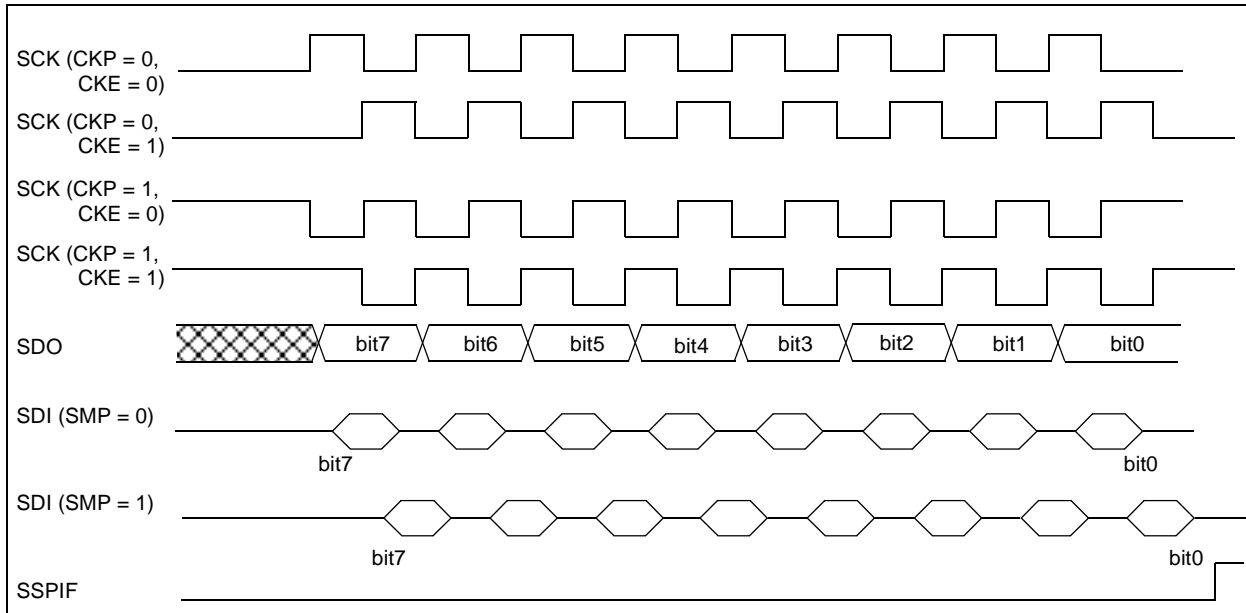 SCK (CKP = 0,
CKE = 0)
SCK (CKP = 0,
CKE = 1)
SCK (CKP = 1,
CKE = 0)
SCK (CKP = 1,
CKE = 1)
SDO bit7 bit6 bit5 bit4 bit3 bit2 bit1 bit0
SDI (SMP = 0)
bit7 bit0
SDI (SMP = 1)
bit7 bit0
SSPIF